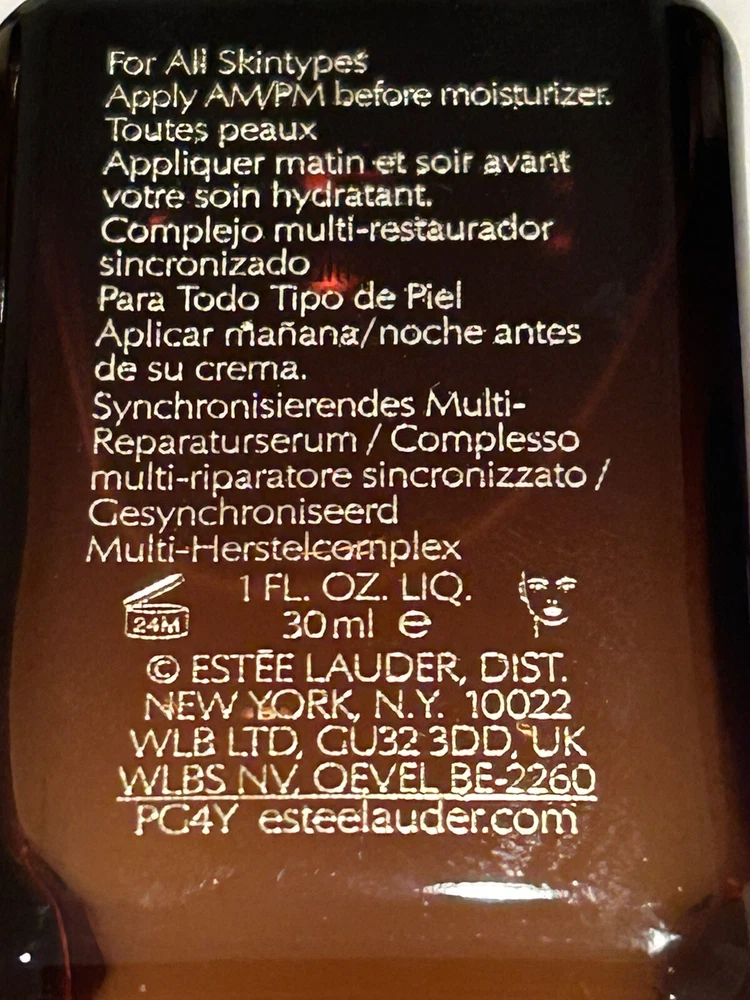 For All Skintypes
Apply AM/PM before moisturizer.
Toutes peaux
Appliquer matin et soir avant
votre soin hydratant.
Complejo multi-restaurador
sincronizado
Para Todo Tipo de Piel
Aplicar mañana/noche antes
de su crema.
Synchronisierendes Multi-
Reparaturserum / Complesso
multi-riparatore sincronizzato /
Gesynchroniseerd
Multi-Herstelcomplex
24M
1 FL. OZ. LIQ.
30ml e
© ESTĒE LAUDER, DIST.
NEW YORK, N.Y. 10022
WLB LTD, GU32 3DD, UK
WLBS NV, OEVEL BE-2260
PG4Y esteelauder.com